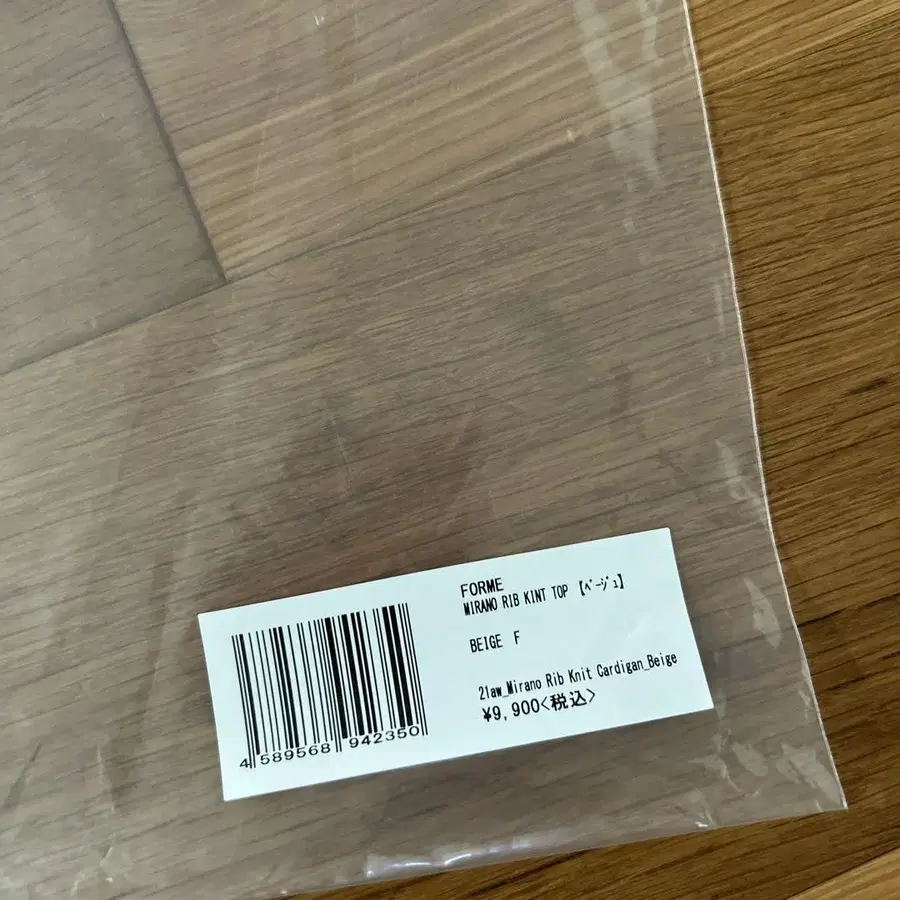 FORME
MIRANO RIB KINT TOP 【ﾍﾞｰｼﾞｭ】
BEIGE F
21aw_Mirano Rib Knit Cardigan_Beige
¥9,900<税込>
4 589568 942350